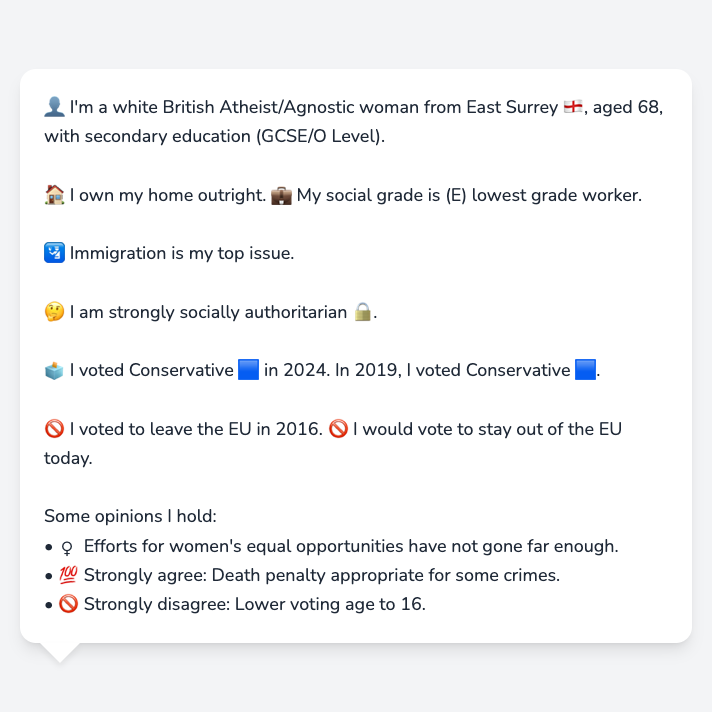 👤 I'm a white British Atheist/Agnostic woman from East Surrey 🏴󠁧󠁢󠁥󠁮󠁧󠁿, aged 68,
with secondary education (GCSE/O Level).
🏠 I own my home outright. 💼 My social grade is (E) lowest grade worker.
🛂 Immigration is my top issue.
🤔 I am strongly socially authoritarian 🔒.
🗳️ I voted Conservative 🟦 in 2024. In 2019, I voted Conservative 🟦.
🚫 I voted to leave the EU in 2016. 🚫 I would vote to stay out of the EU
today.
Some opinions I hold:
• ♀ Efforts for women's equal opportunities have not gone far enough.
• 💯 Strongly agree: Death penalty appropriate for some crimes.
• 🚫 Strongly disagree: Lower voting age to 16.